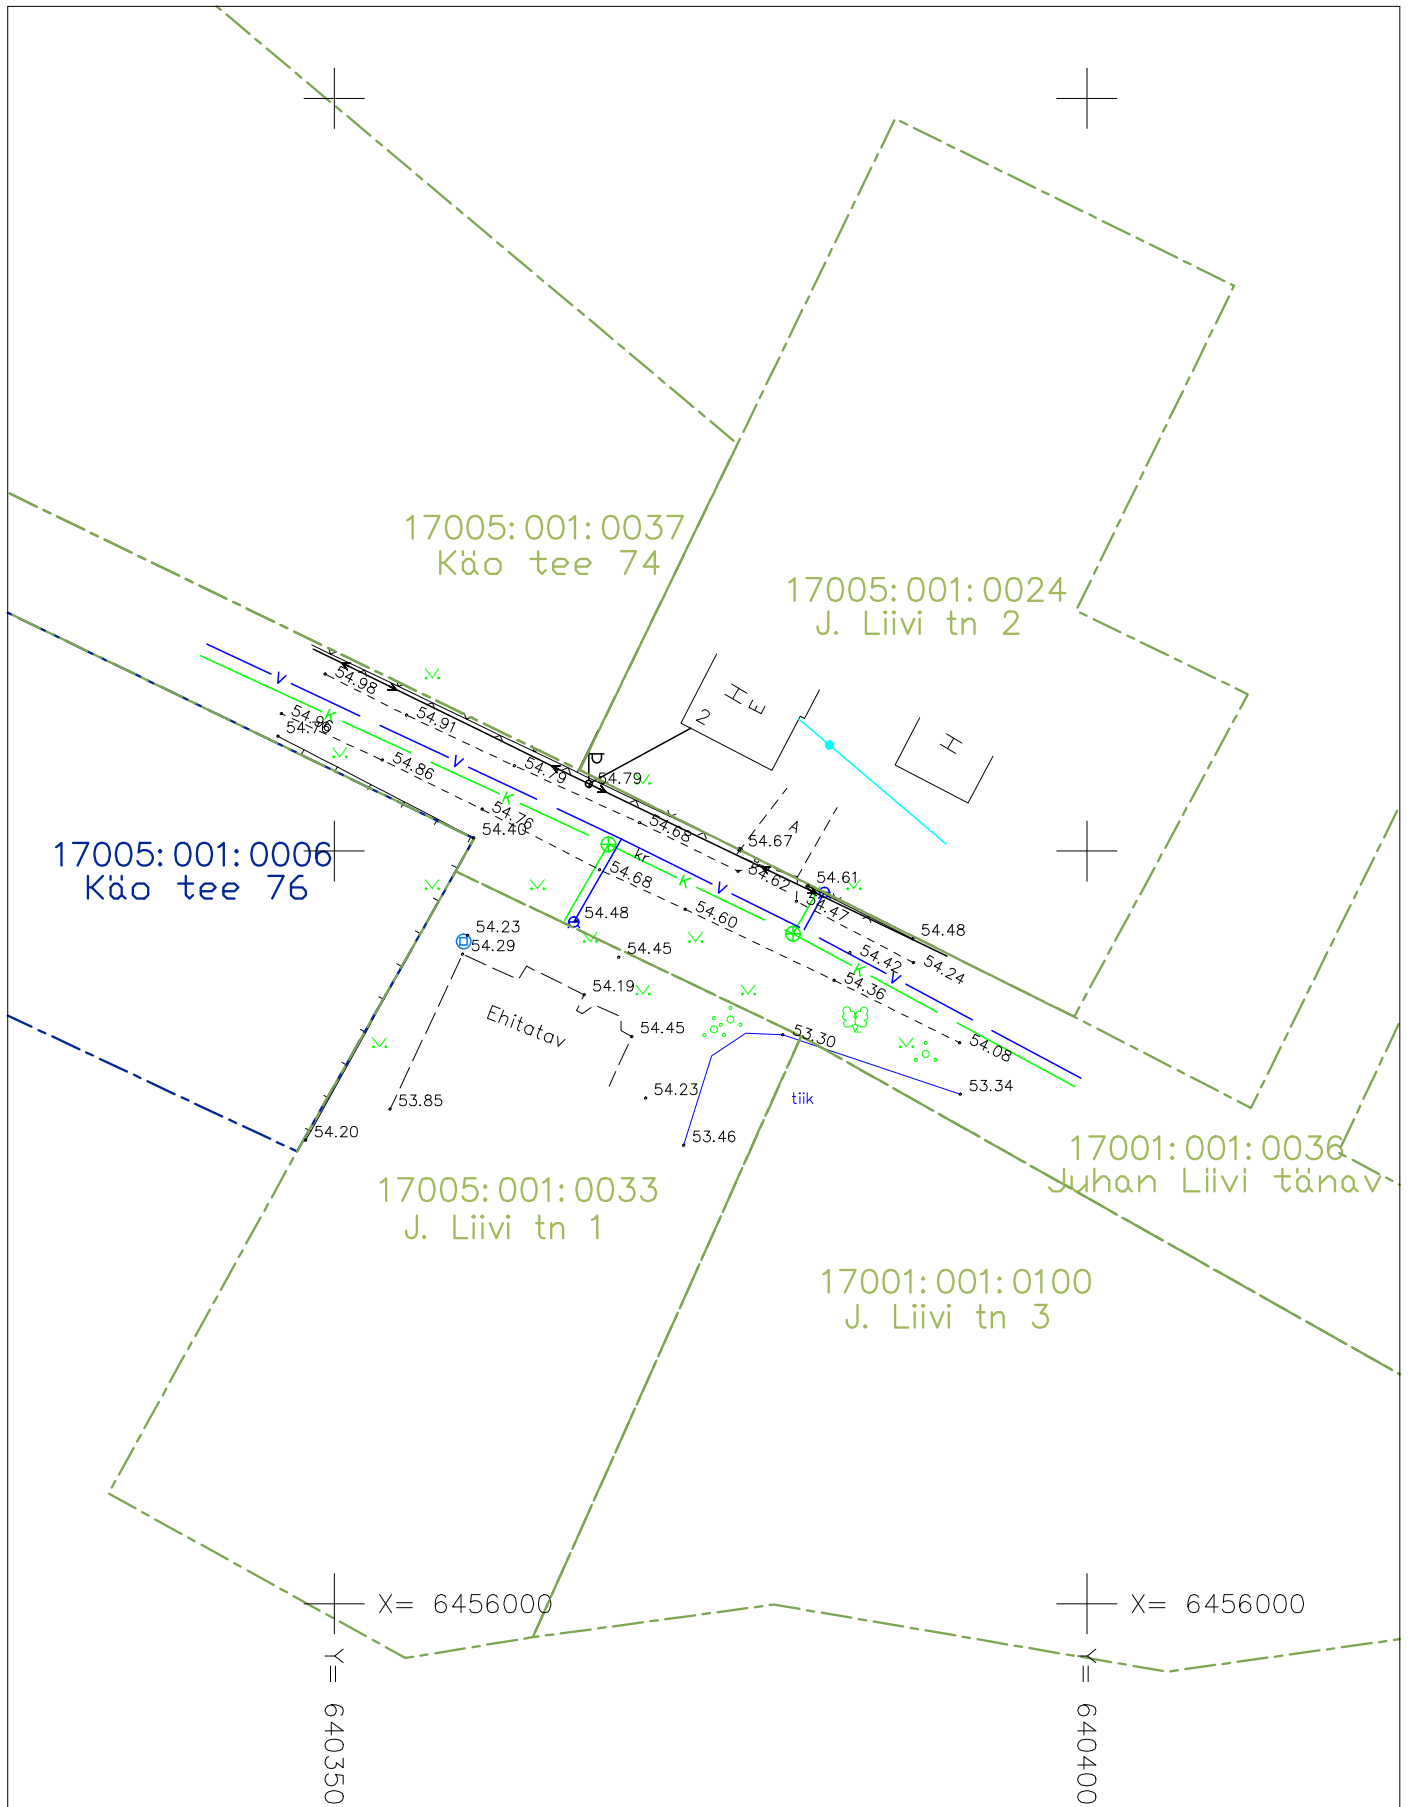 17005:001:0037
Käo tee 74
17005:001:0024
J. Liivi tn 2
H
E
2
H
V
54.98
54.96
K
54.79
54.91
V
54.86
54.79
54.79
K
54.76
54.68
A
54.67
54.40
kr
54.68
K
V
54.62
54.61
17005:001:0006
Käo tee 76
54.48
54.60
54.47
54.23
54.29
54.45
54.48
54.42
54.24
K
V
54.36
54.19
Ehitatav
54.45
53.30
54.08
53.85
54.23
tiik
53.34
54.20
53.46
17001:001:0036
Juhan Liivi tänav
17005:001:0033
J. Liivi tn 1
17001:001:0100
J. Liivi tn 3
X= 6456000
X= 6456000
Y= 640350
Y= 640400